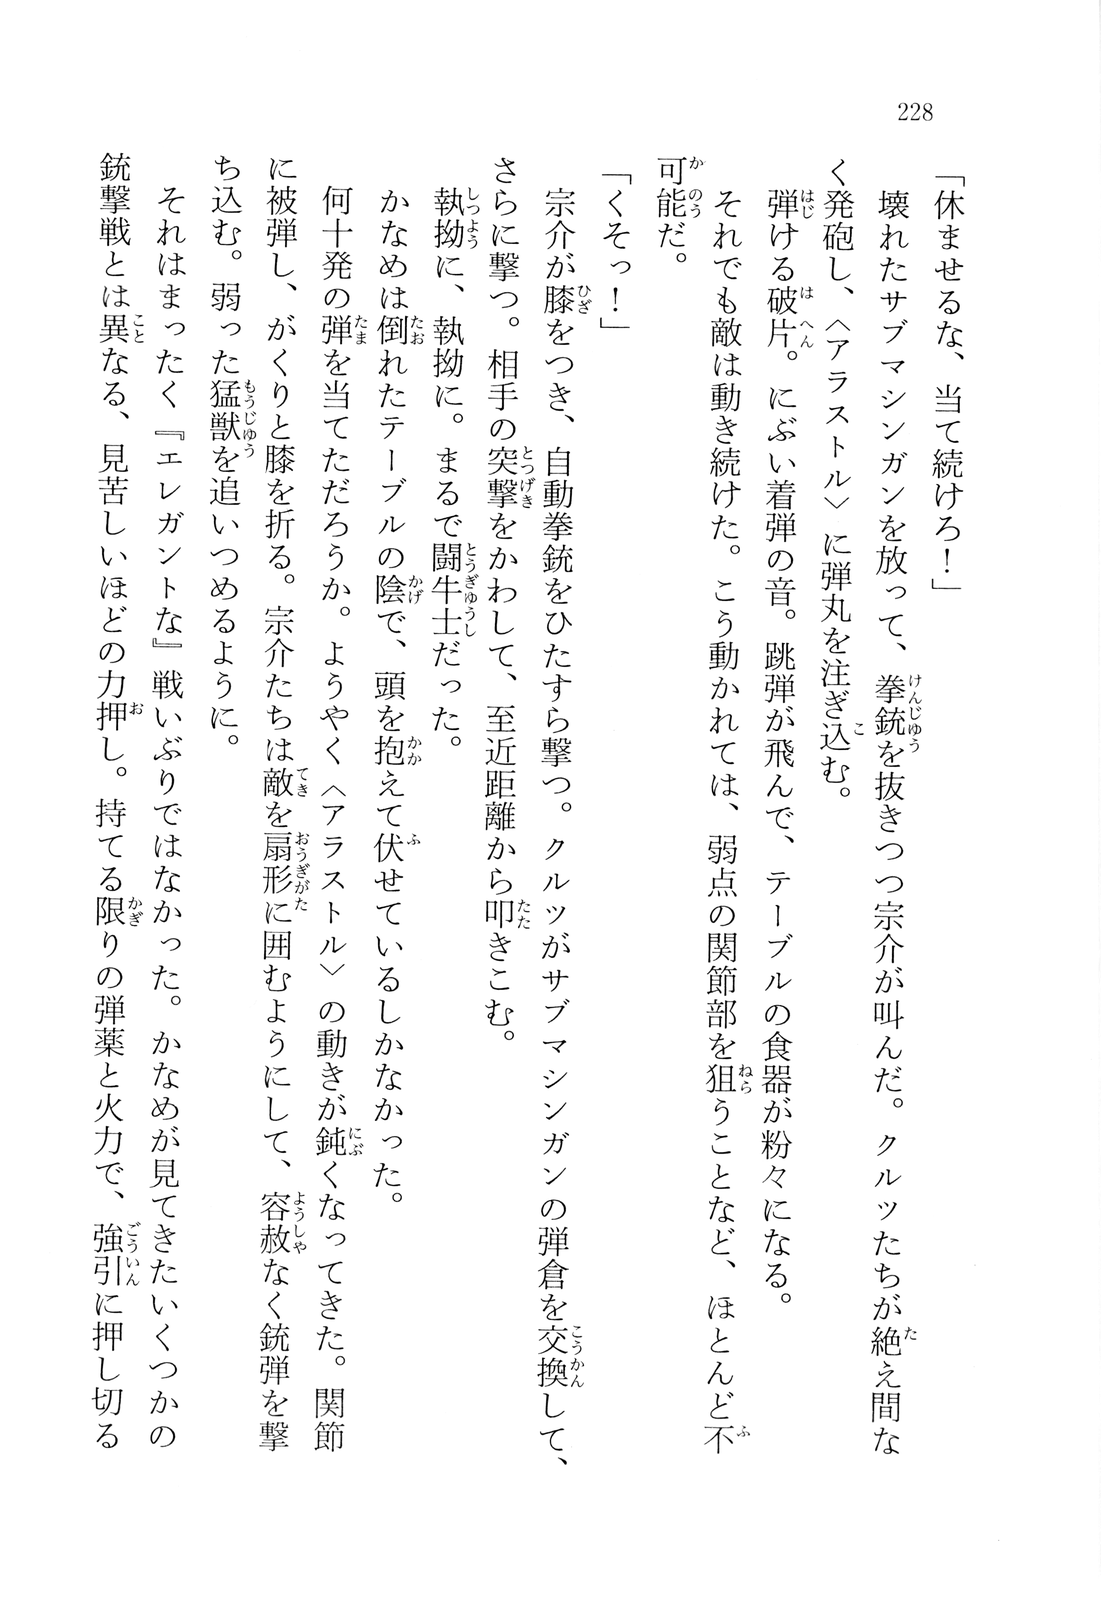 228
「休ませるな、当て続けろ！」
壊れたサブマシンガンを放って、拳銃を抜きつつ宗介が叫んだ。クルツたちが絶え間な
く発砲し、〈アラストル〉に弾丸を注ぎ込む。
弾ける破片。にぶい着弾の音。跳弾が飛んで、テーブルの食器が粉々になる。
それでも敵は動き続けた。こう動かれては、弱点の関節部を狙うことなど、ほとんど不
可能だ。
「くそっ！」
宗介が膝をつき、自動拳銃をひたすら撃つ。クルツがサブマシンガンの弾倉を交換して、
さらに撃つ。相手の突撃をかわして、至近距離から叩きこむ。
執拗に、執拗に。まるで闘牛士だった。
かなめは倒れたテーブルの陰で、頭を抱えて伏せているしかなかった。
何十発の弾を当てただろうか。ようやく〈アラストル〉の動きが鈍くなってきた。関節
に被弾し、がくりと膝を折る。宗介たちは敵を扇形に囲むようにして、容赦なく銃弾を撃
ち込む。弱った猛獣を追いつめるように。
それはまったく『エレガントな』戦いぶりではなかった。かなめが見てきたいくつかの
銃撃戦とは異なる、見苦しいほどの力押し。持てる限りの弾薬と火力で、強引に押し切る